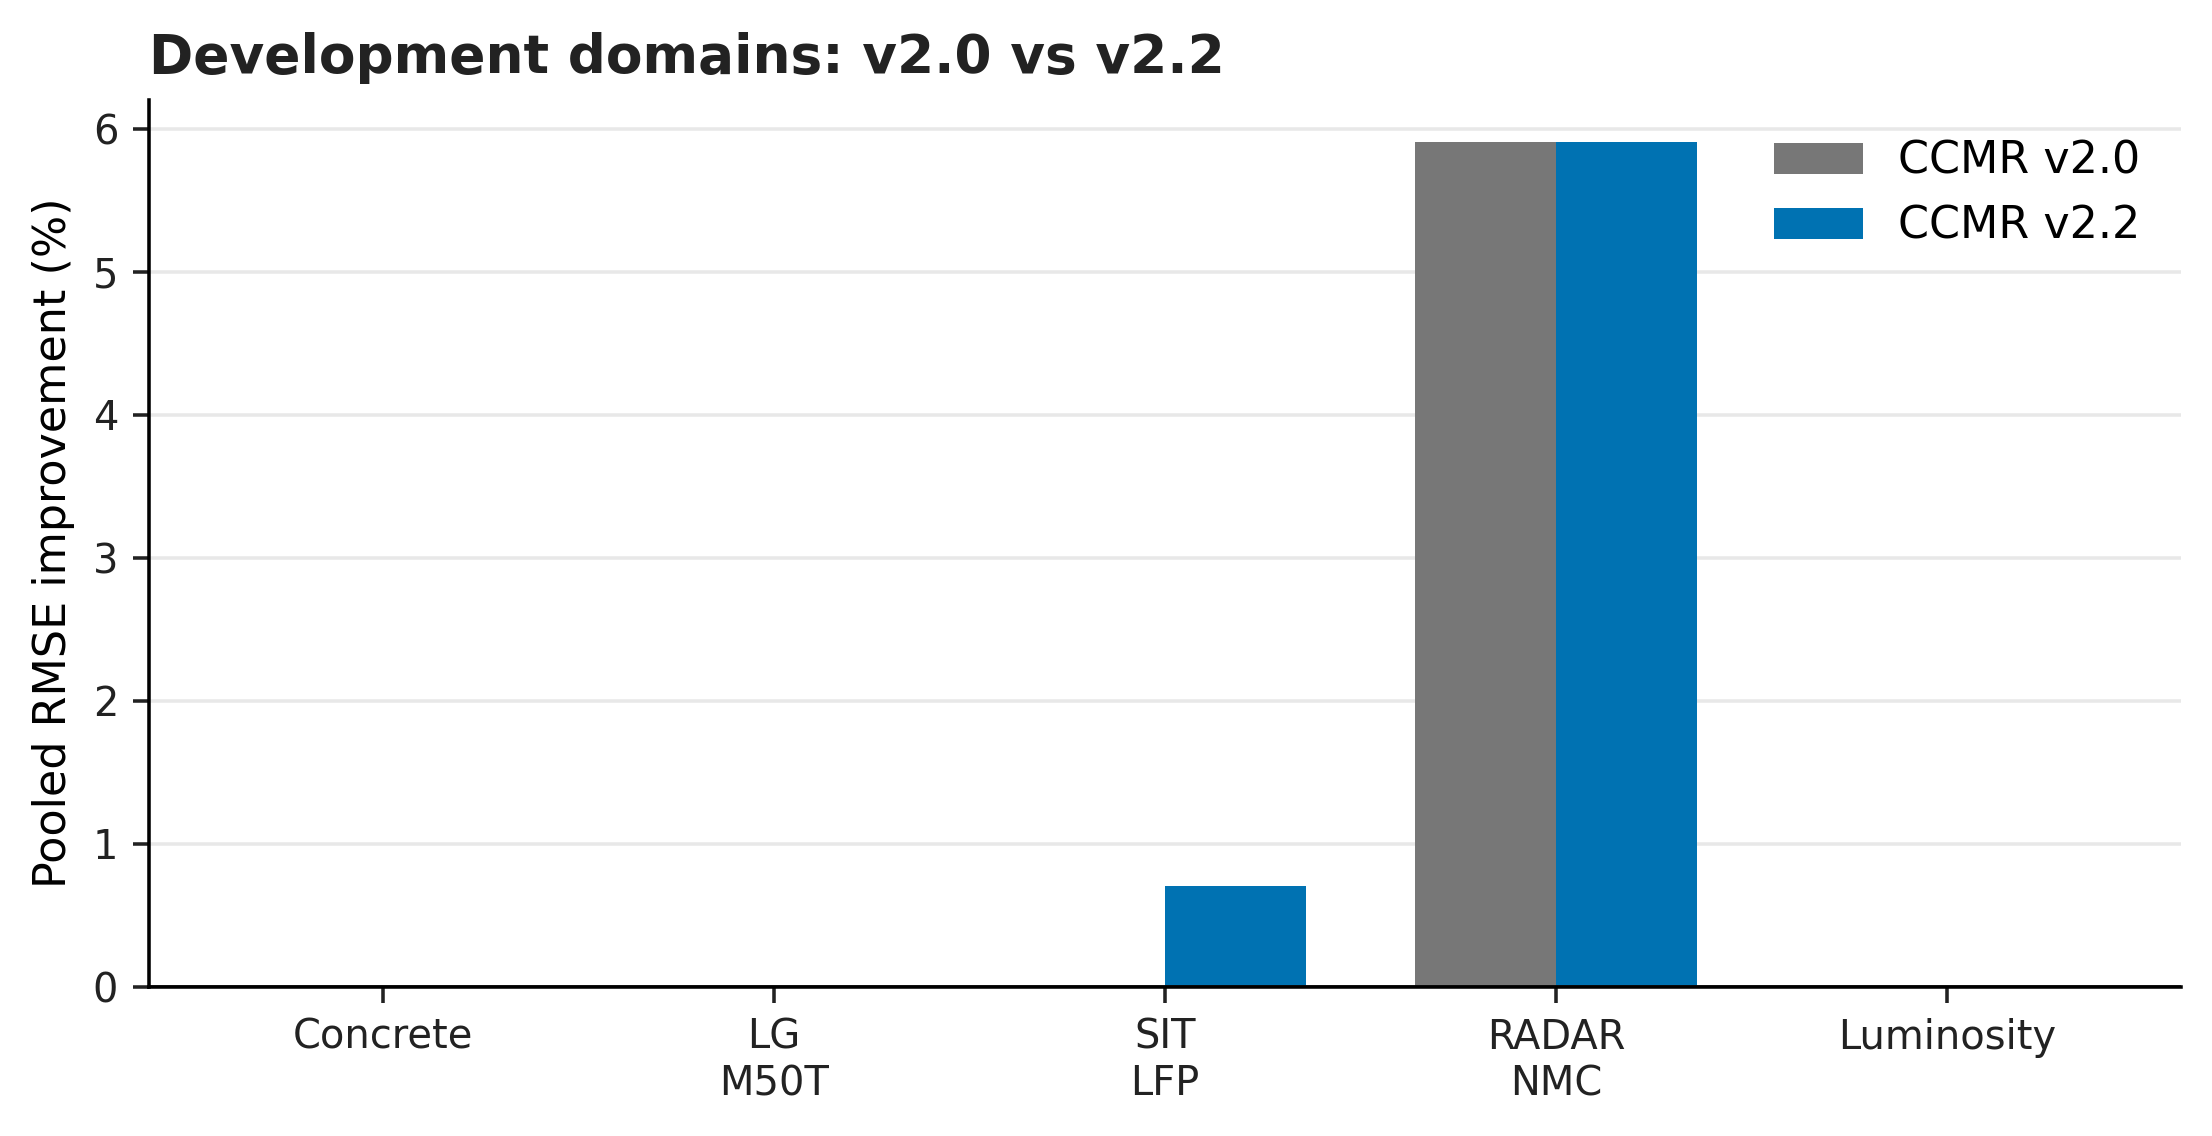 Development domains: v2.0 vs v2.2
Pooled RMSE improvement (%)
6
5
4
3
2
1
0
CCMR v2.0
CCMR v2.2
Concrete
LG
M50T
SIT
LFP
RADAR
NMC
Luminosity